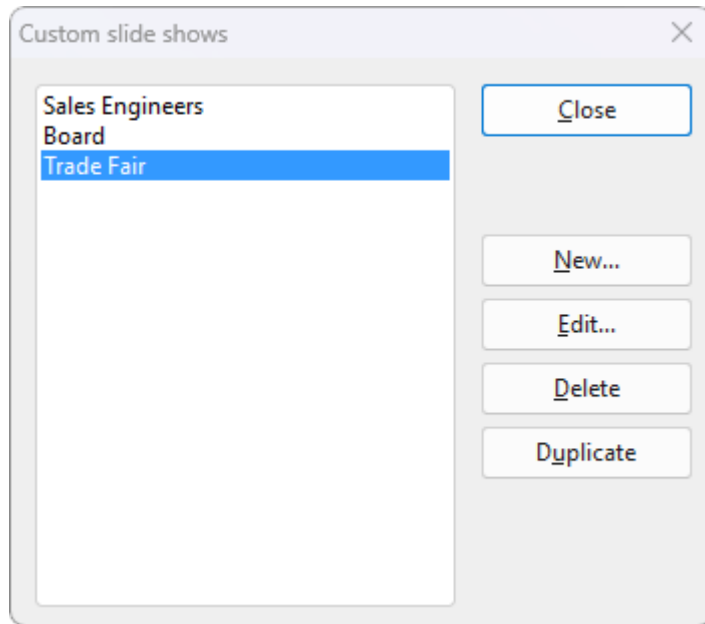 Custom slide shows
Sales Engineers
Board
Trade Fair
Close
New...
Edit...
Delete
Duplicate